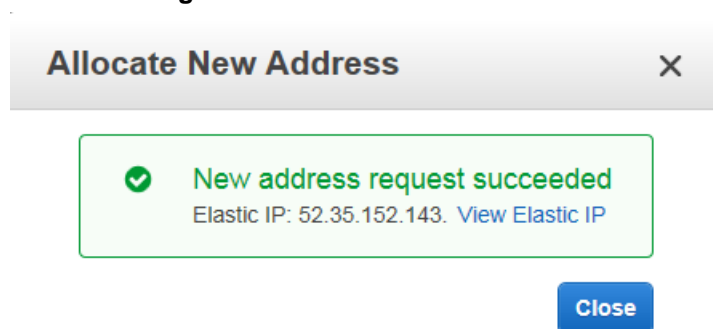 Allocate New Address ×
New address request succeeded
Elastic IP: 52.35.152.143. View Elastic IP
Close